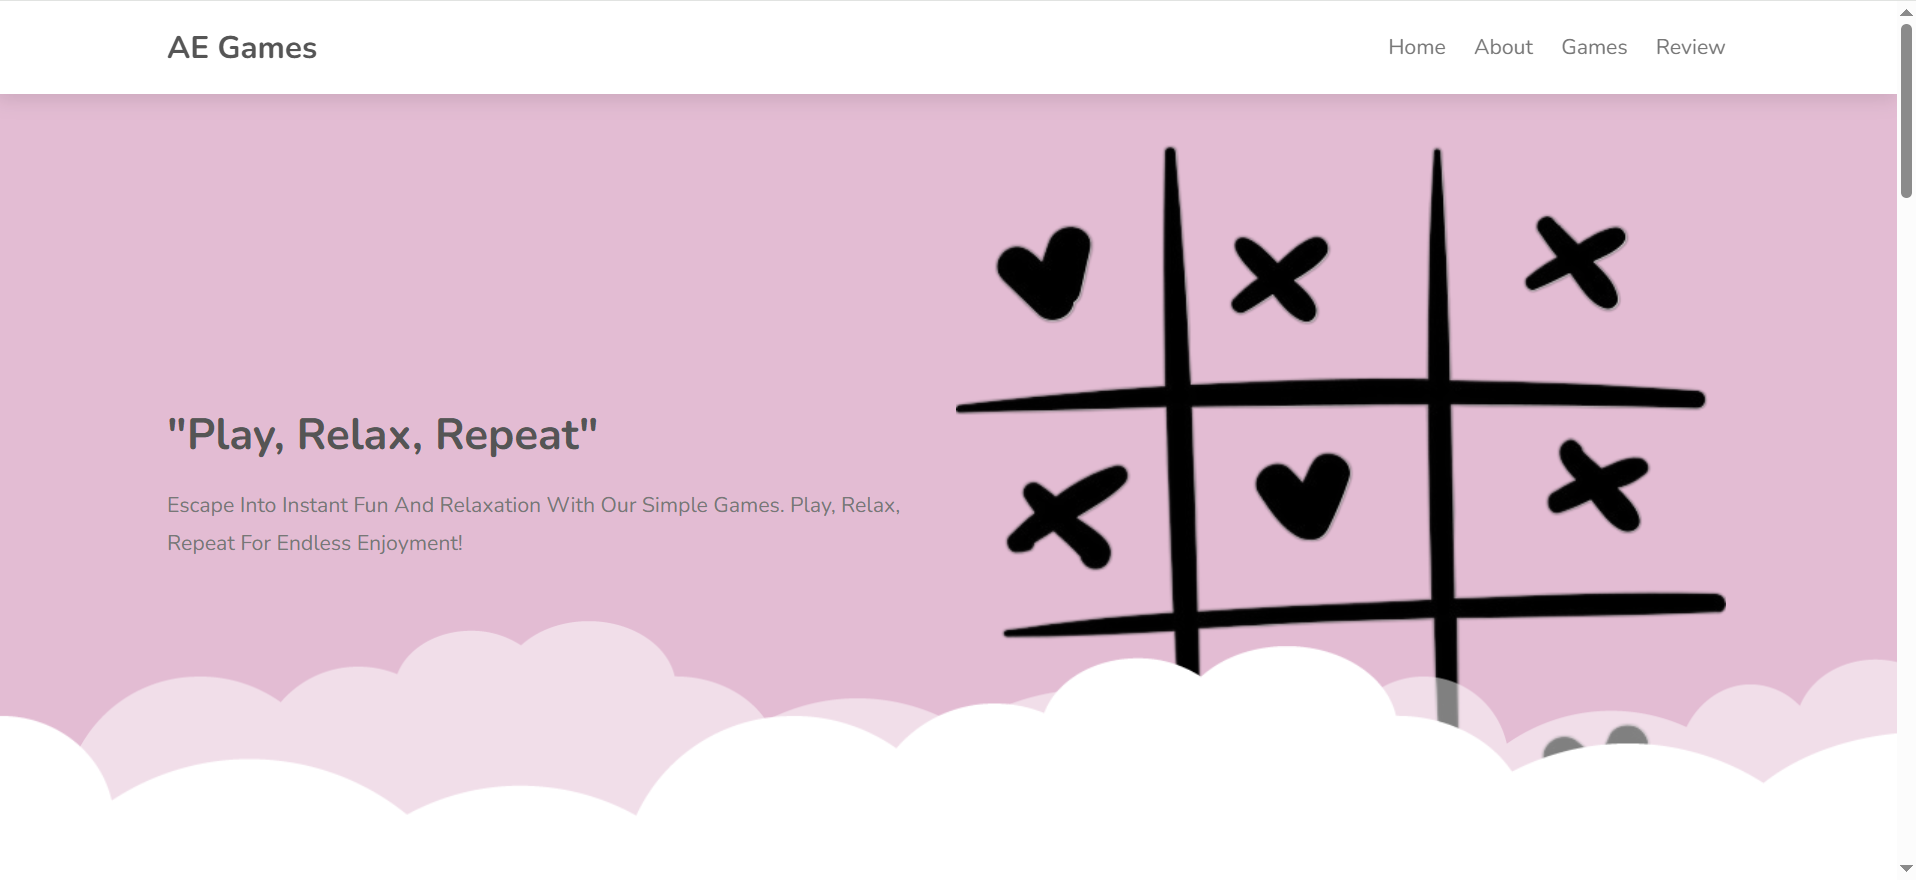 AE Games
Home About Games Review
"Play, Relax, Repeat"
Escape Into Instant Fun And Relaxation With Our Simple Games. Play, Relax,
Repeat For Endless Enjoyment!